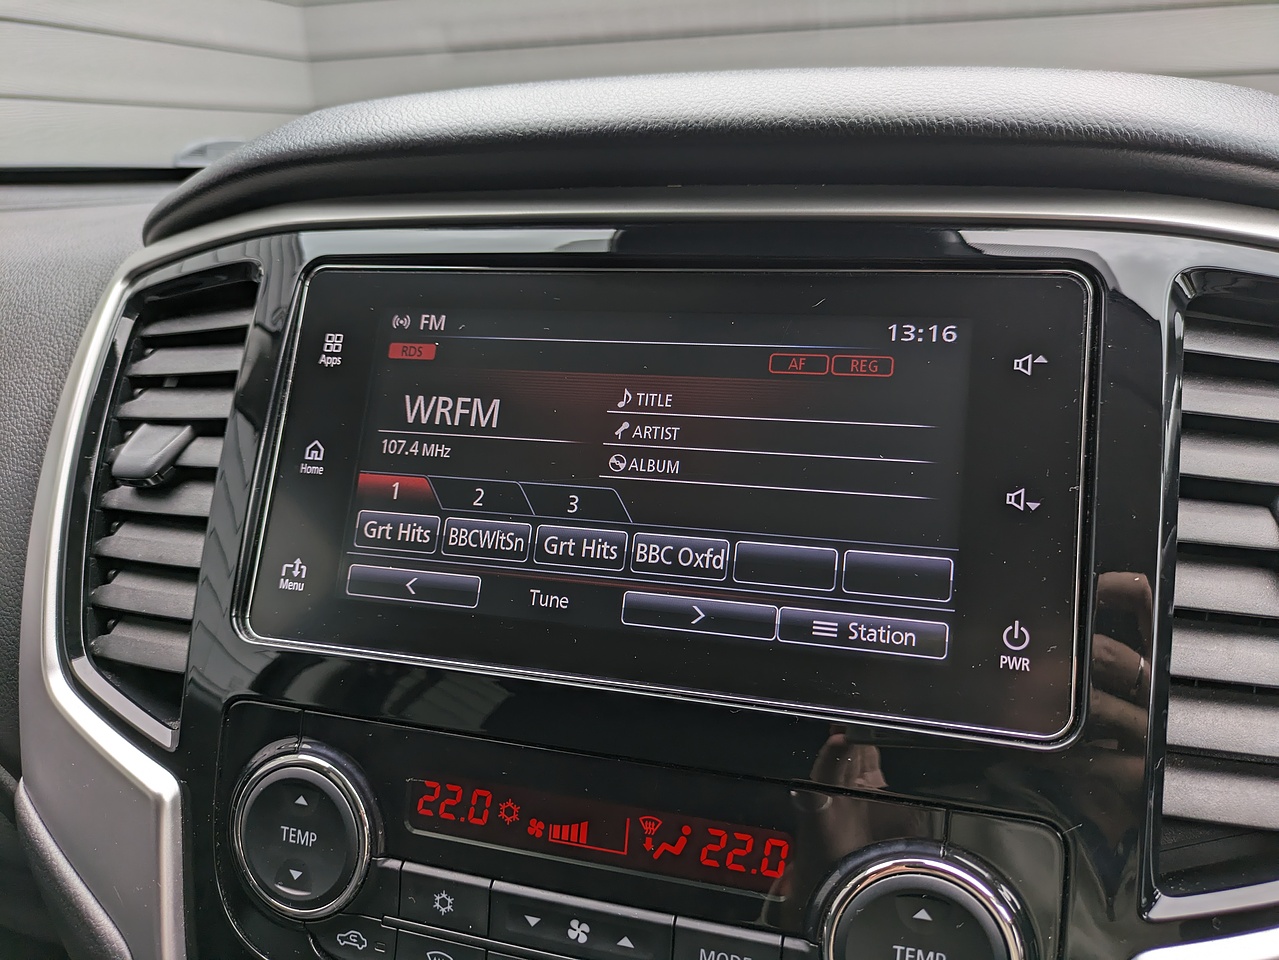 FM
13:16
RDS
AF REG
Apps
WRFM
TITLE
107.4 MHz
ARTIST
ALBUM
Home
1 2 3
Grt Hits BBCWltSn Grt Hits BBC Oxfd
Menu
< Tune > Station
PWR
22.0 22.0
TEMP
TEMP
MODE